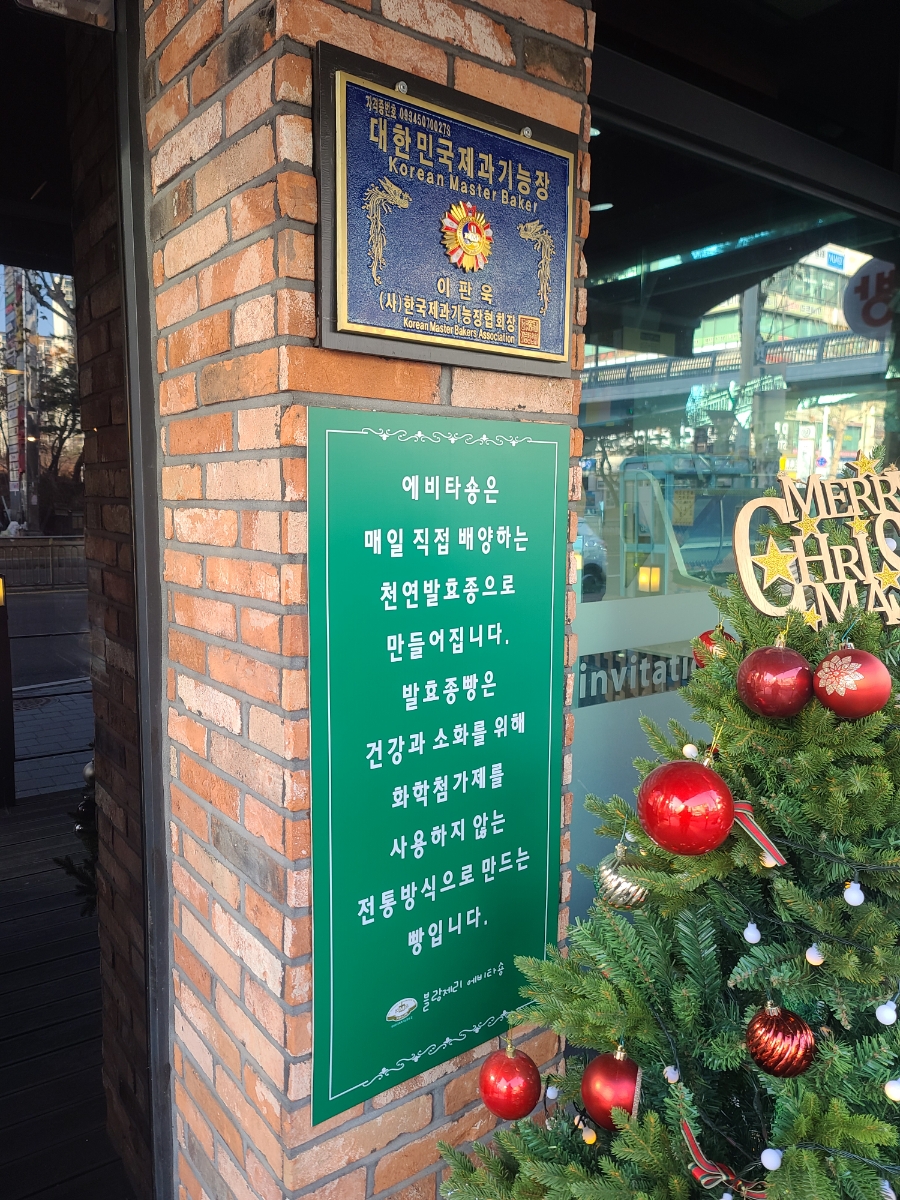 대한민국제과기능장
Korean Master Baker
이 판 욱
(사)한국제과기능장협회장
Korean Master Bakers Association
에비타숑은
매일 직접 배양하는
천연발효종으로
만들어집니다.
발효종빵은
건강과 소화를 위해
화학첨가제를
사용하지 않는
전통방식으로 만드는
빵입니다.
블랑제리 에비타숑
MERRY
CHRIS
MA
invitati